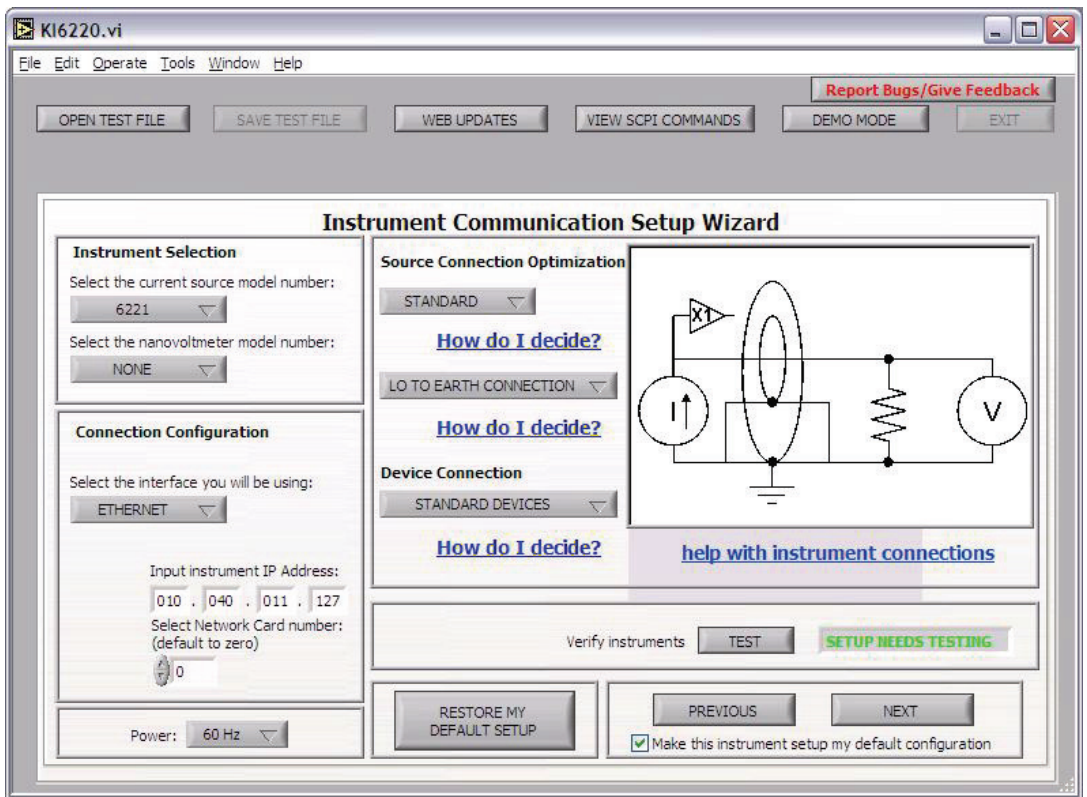 KI6220.vi
File Edit Operate Tools Window Help
Report Bugs/Give Feedback
OPEN TEST FILE SAVE TEST FILE WEB UPDATES VIEW SCPI COMMANDS DEMO MODE EXIT
Instrument Communication Setup Wizard
Instrument Selection
Select the current source model number:
6221
Select the nanovoltmeter model number:
NONE
Connection Configuration
Select the interface you will be using:
ETHERNET
Input instrument IP Address:
010 . 040 . 011 . 127
Select Network Card number:
(default to zero)
0
Power: 60 Hz
Source Connection Optimization
STANDARD
How do I decide?
LO TO EARTH CONNECTION
How do I decide?
Device Connection
STANDARD DEVICES
How do I decide?
X1
I
V
help with instrument connections
Verify instruments TEST SETUP NEEDS TESTING
RESTORE MY
DEFAULT SETUP
PREVIOUS NEXT
Make this instrument setup my default configuration